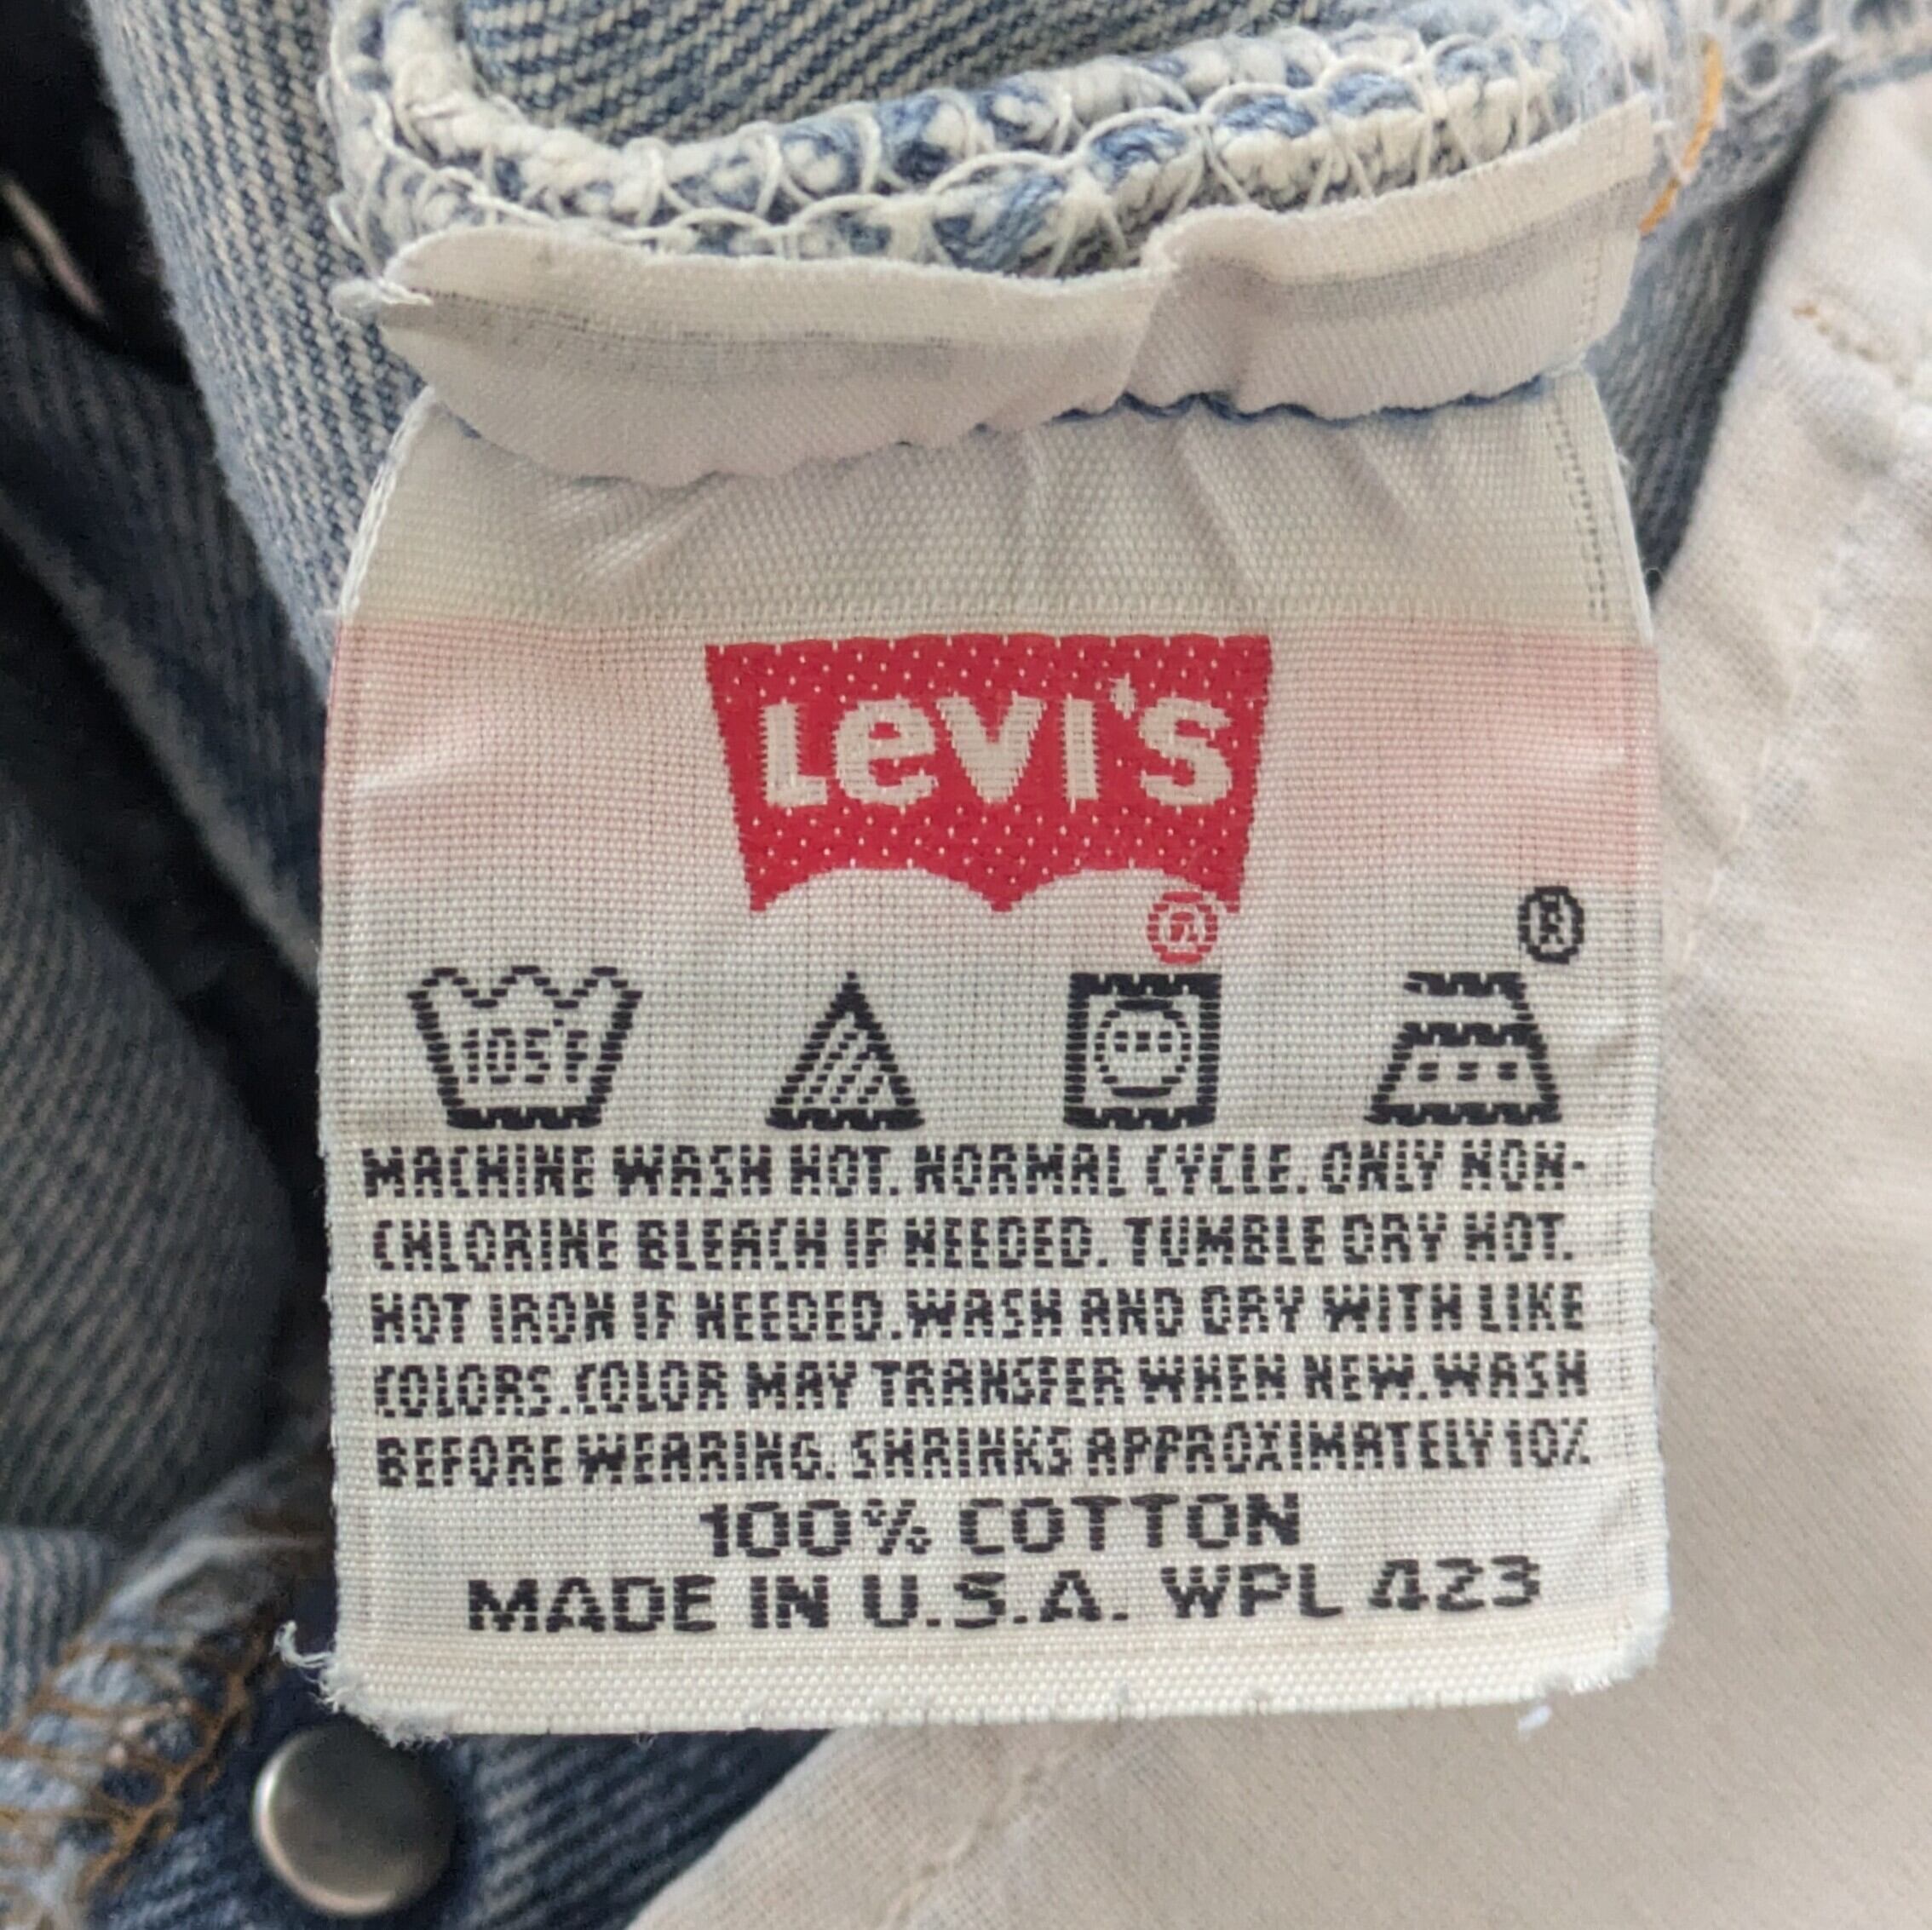 LEVI'S
®
®
105°F
MACHINE WASH HOT. NORMAL CYCLE. ONLY NON-
CHLORINE BLEACH IF NEEDED. TUMBLE DRY HOT.
HOT IRON IF NEEDED. WASH AND DRY WITH LIKE
COLORS. COLOR MAY TRANSFER WHEN NEW. WASH
BEFORE WEARING. SHRINKS APPROXIMATELY 10%
100% COTTON
MADE IN U.S.A. WPL 423